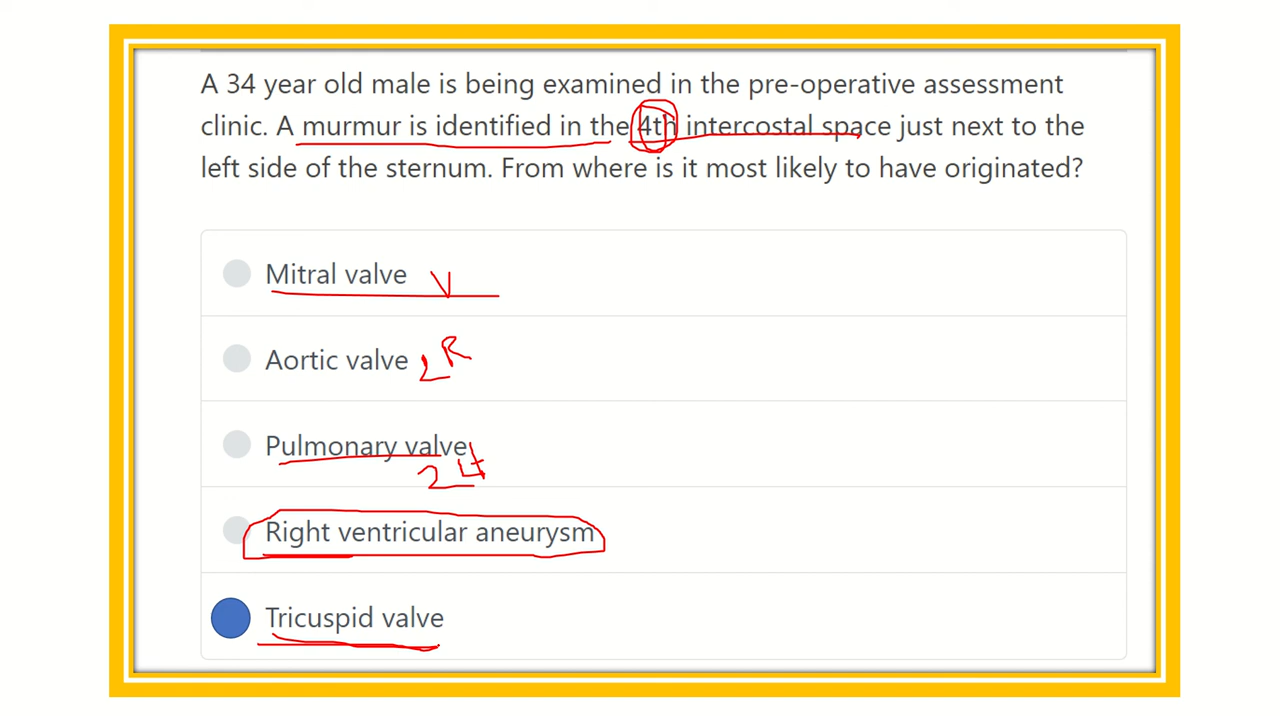 A 34 year old male is being examined in the pre-operative assessment
clinic. A murmur is identified in the 4th intercostal space just next to the
left side of the sternum. From where is it most likely to have originated?
Mitral valve V
Aortic valve 2 R
Pulmonary valve
2
Right ventricular aneurysm
Tricuspid valve